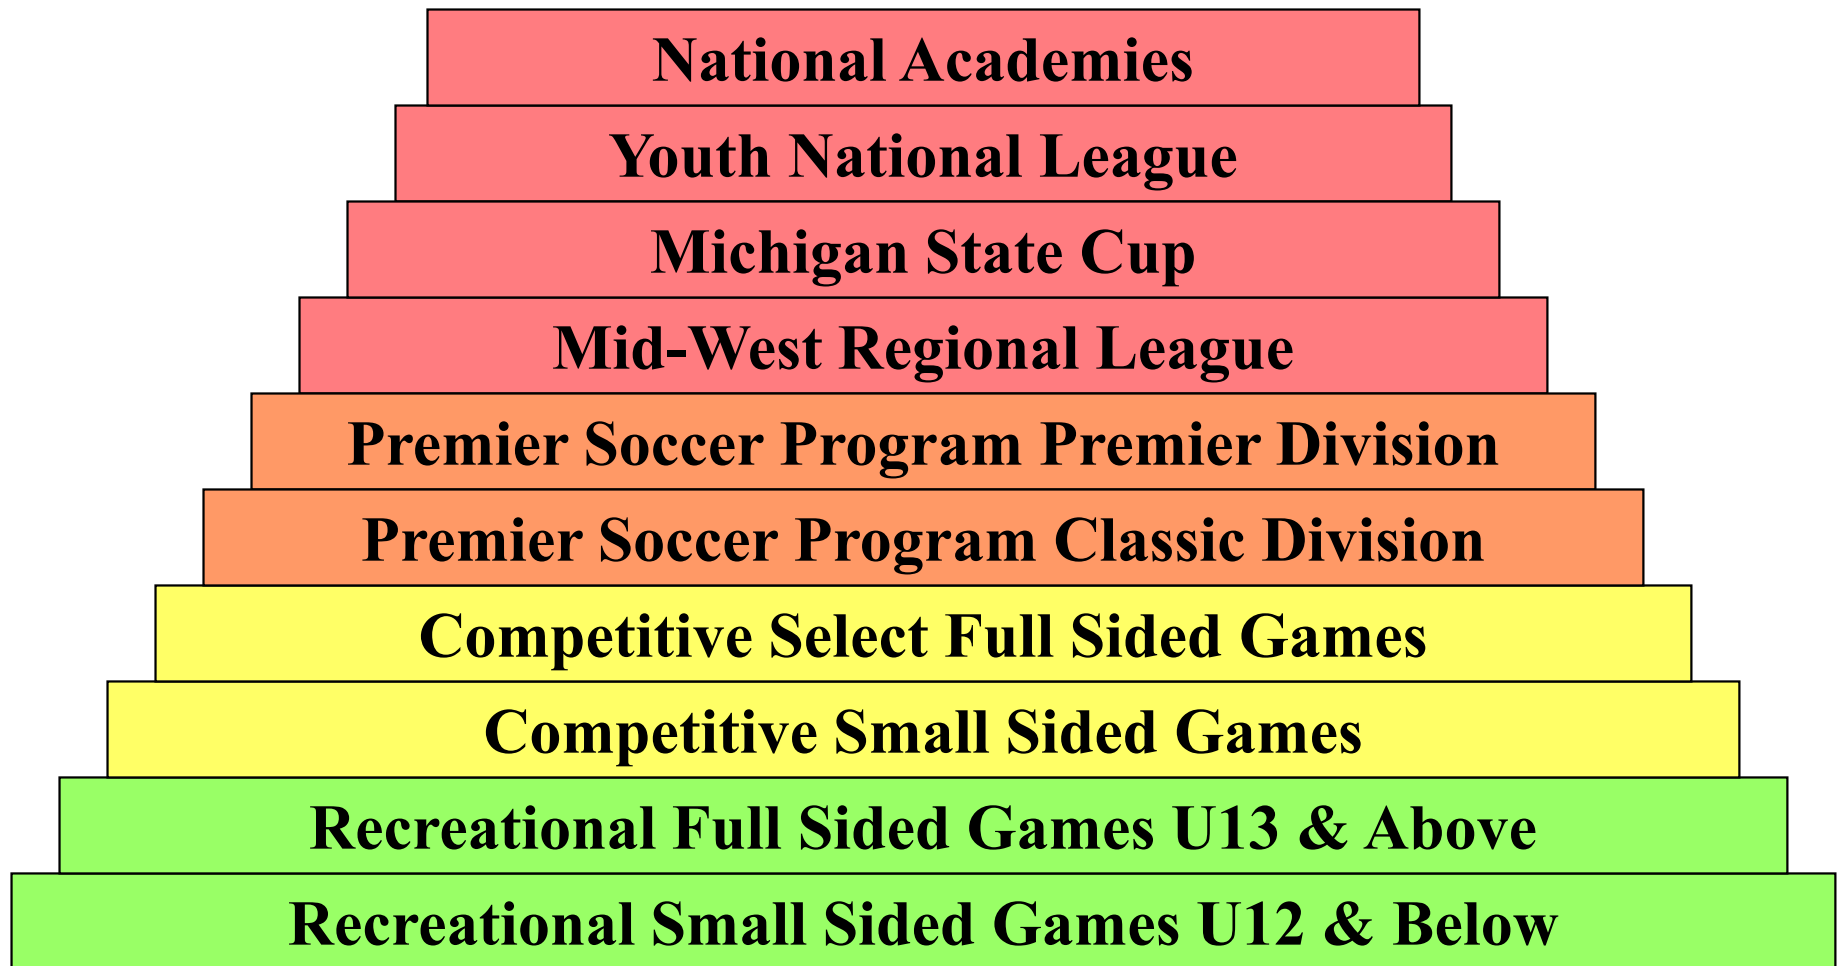 National Academies
Youth National League
Michigan State Cup
Mid-West Regional League
Premier Soccer Program Premier Division
Premier Soccer Program Classic Division
Competitive Select Full Sided Games
Competitive Small Sided Games
Recreational Full Sided Games U13 & Above
Recreational Small Sided Games U12 & Below